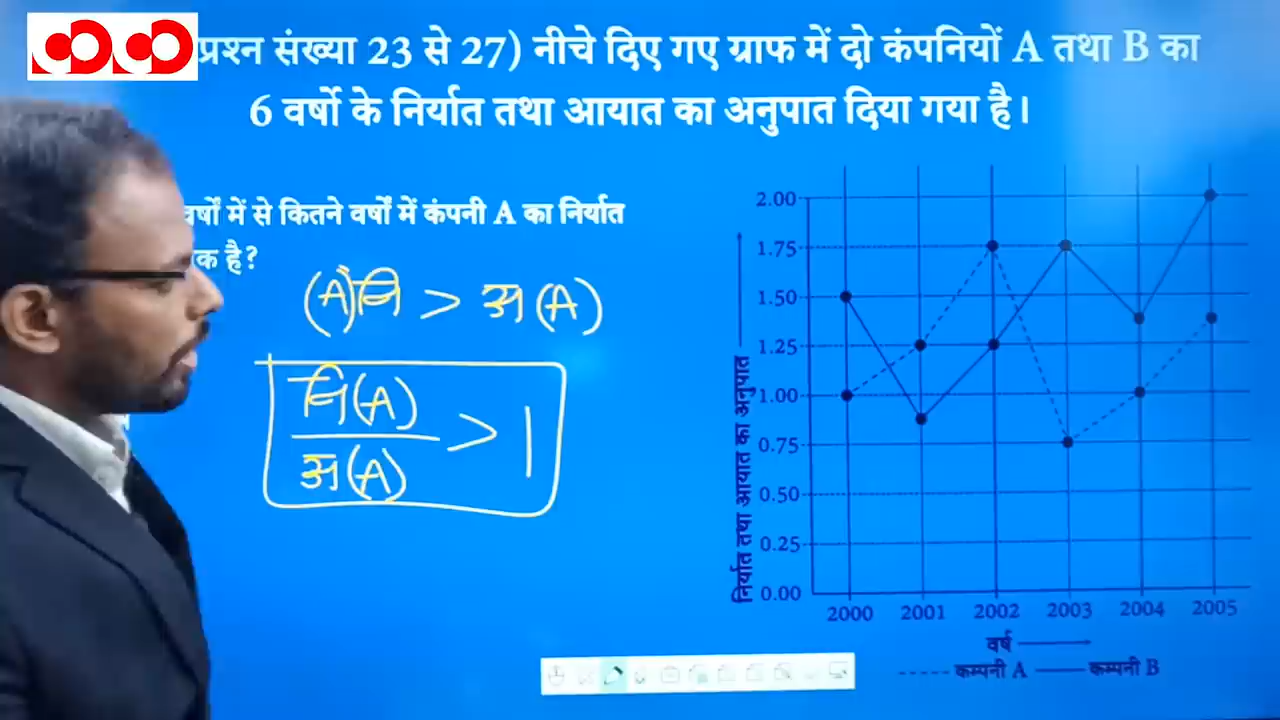 प्रश्न संख्या 23 से 27) नीचे दिए गए ग्राफ में दो कंपनियों A तथा B का
6 वर्षो के निर्यात तथा आयात का अनुपात दिया गया है।
वर्षों में से कितने वर्षों में कंपनी A का निर्यात
क है?
(A) नि > अ (A)
नि(A)
अ(A)
> 1
निर्यात तथा आयात का अनुपात
2.00
1.75
1.50
1.25
1.00
0.75
0.50
0.25
0.00
2000 2001 2002 2003 2004 2005
वर्ष
कम्पनी A कम्पनी B